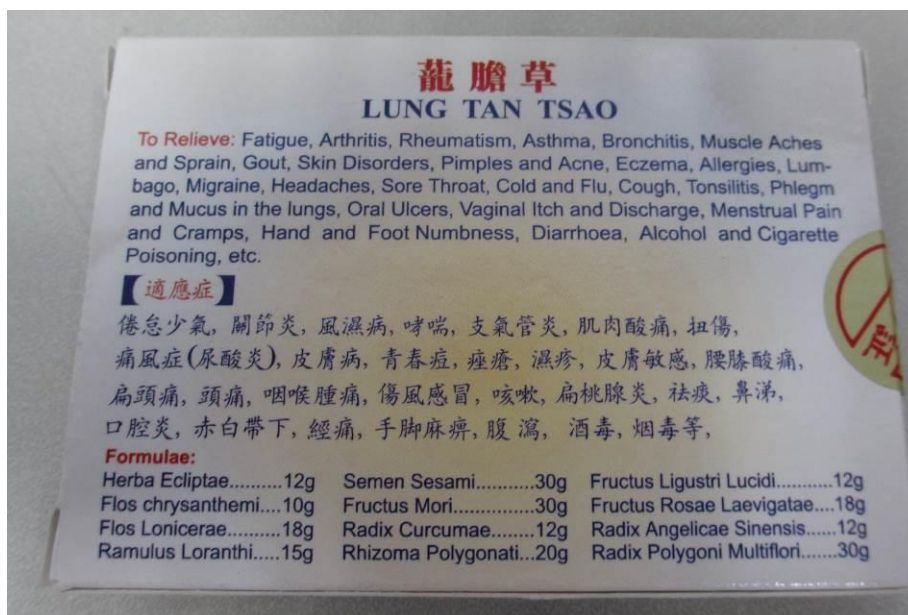 龍膽草
LUNG TAN TSAO
To Relieve: Fatigue, Arthritis, Rheumatism, Asthma, Bronchitis, Muscle Aches
and Sprain, Gout, Skin Disorders, Pimples and Acne, Eczema, Allergies, Lum-
bago, Migraine, Headaches, Sore Throat, Cold and Flu, Cough, Tonsilitis, Phlegm
and Mucus in the lungs, Oral Ulcers, Vaginal Itch and Discharge, Menstrual Pain
and Cramps, Hand and Foot Numbness, Diarrhoea, Alcohol and Cigarette
Poisoning, etc.
【適應症】
倦怠少氣, 關節炎, 風濕病, 哮喘, 支氣管炎, 肌肉酸痛, 扭傷,
痛風症(尿酸炎), 皮膚病, 青春痘, 痤瘡, 濕疹, 皮膚敏感, 腰膝酸痛,
扁頭痛, 頭痛, 咽喉腫痛, 傷風感冒, 咳嗽, 扁桃腺炎, 祛痰, 鼻涕,
口腔炎, 赤白帶下, 經痛, 手脚麻痹, 腹瀉, 酒毒, 烟毒等,
Formulae:
Herba Ecliptae..........12g Semen Sesami............30g Fructus Ligustri Lucidi............12g
Flos chrysanthemi....10g Fructus Mori................30g Fructus Rosae Laevigatae....18g
Flos Lonicerae..........18g Radix Curcumae........12g Radix Angelicae Sinensis.....12g
Ramulus Loranthi.....15g Rhizoma Polygonati...20g Radix Polygoni Multiflori.......30g